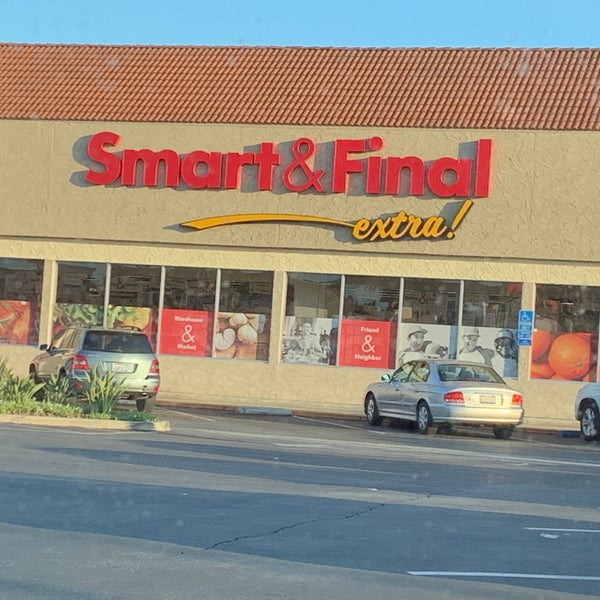 Smart&Final
extra!
Warehouse
&
Market
Friend
&
Neighbor